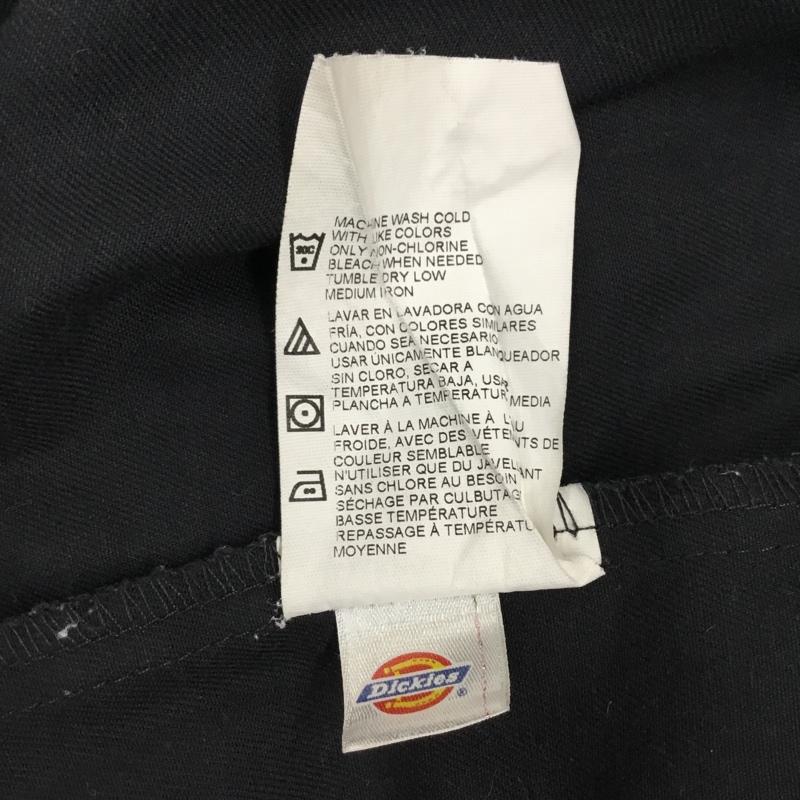 MACHINE WASH COLD
WITH LIKE COLORS
ONLY NON-CHLORINE
BLEACH WHEN NEEDED
TUMBLE DRY LOW
MEDIUM IRON
30C
LAVAR EN LAVADORA CON AGUA
FRÍA, CON COLORES SIMILARES
CUANDO SEA NECESARIO
USAR ÚNICAMENTE BLANQUEADOR
SIN CLORO, SECAR A
TEMPERATURA BAJA, USAR
PLANCHA A TEMPERATURA MEDIA
LAVER À LA MACHINE À L'EAU
FROIDE, AVEC DES VÉTEMENTS DE
COULEUR SEMBLABLE
N'UTILISER QUE DU JAVELLISANT
SANS CHLORE AU BESOIN
SÉCHAGE PAR CULBUTAGE
BASSE TEMPÉRATURE
REPASSAGE À TEMPÉRATU
MOYENNE
Dickies®